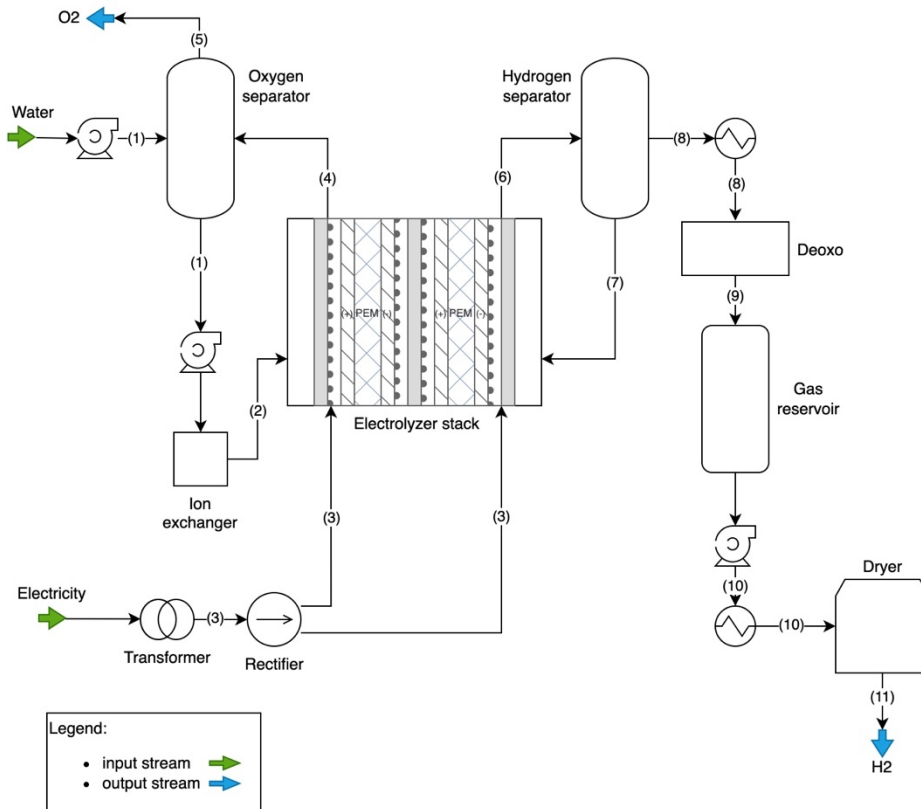 O2
(5)
Oxygen
separator
Hydrogen
separator
Water
(1)
(8)
(4)
(6)
(8)
(1)
Deoxo
(7)
(9)
(+) PEM (-)
(+) PEM (-)
Gas
reservoir
(2)
Electrolyzer stack
Ion
exchanger
(3)
(3)
Dryer
(10)
Electricity
(3)
(10)
Transformer
Rectifier
(11)
Legend:
• input stream
• output stream
H2